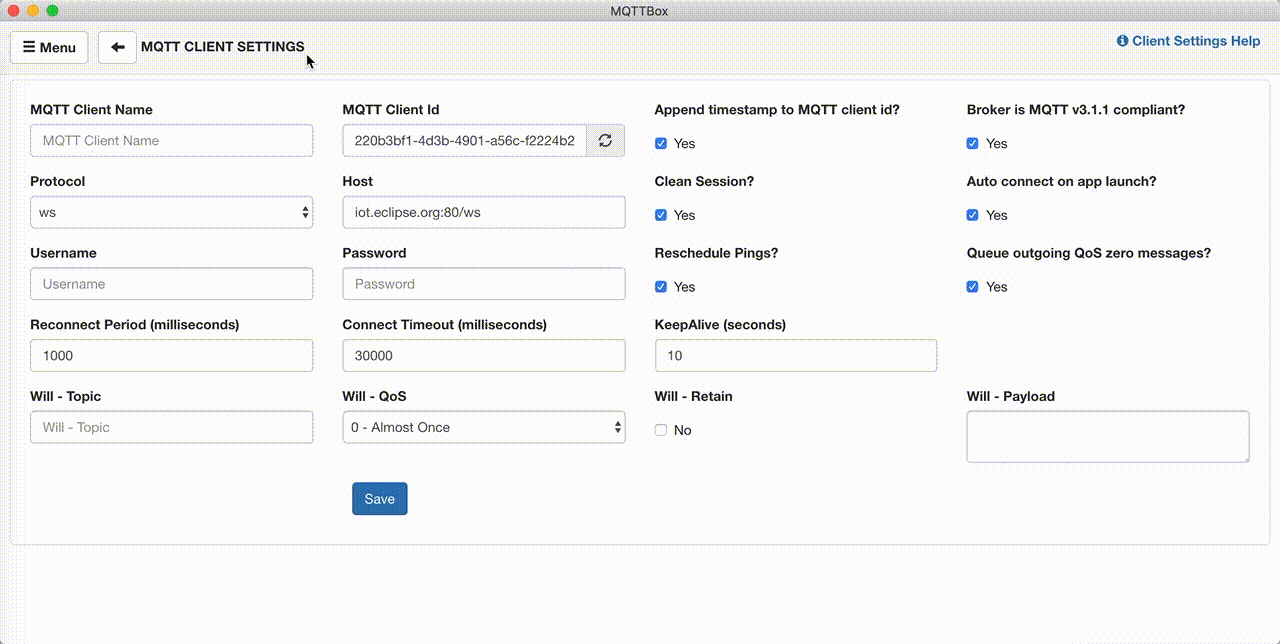 MQTTBox
Menu
MQTT CLIENT SETTINGS
Client Settings Help
MQTT Client Name
MQTT Client Id
Append timestamp to MQTT client id?
Broker is MQTT v3.1.1 compliant?
MQTT Client Name
220b3bf1-4d3b-4901-a56c-f2224b2
Yes
Yes
Protocol
Host
Clean Session?
Auto connect on app launch?
ws
iot.eclipse.org:80/ws
Yes
Yes
Username
Password
Reschedule Pings?
Queue outgoing QoS zero messages?
Username
Password
Yes
Yes
Reconnect Period (milliseconds)
Connect Timeout (milliseconds)
KeepAlive (seconds)
1000
30000
10
Will - Topic
Will - QoS
Will - Retain
Will - Payload
Will - Topic
0 - Almost Once
No
Save